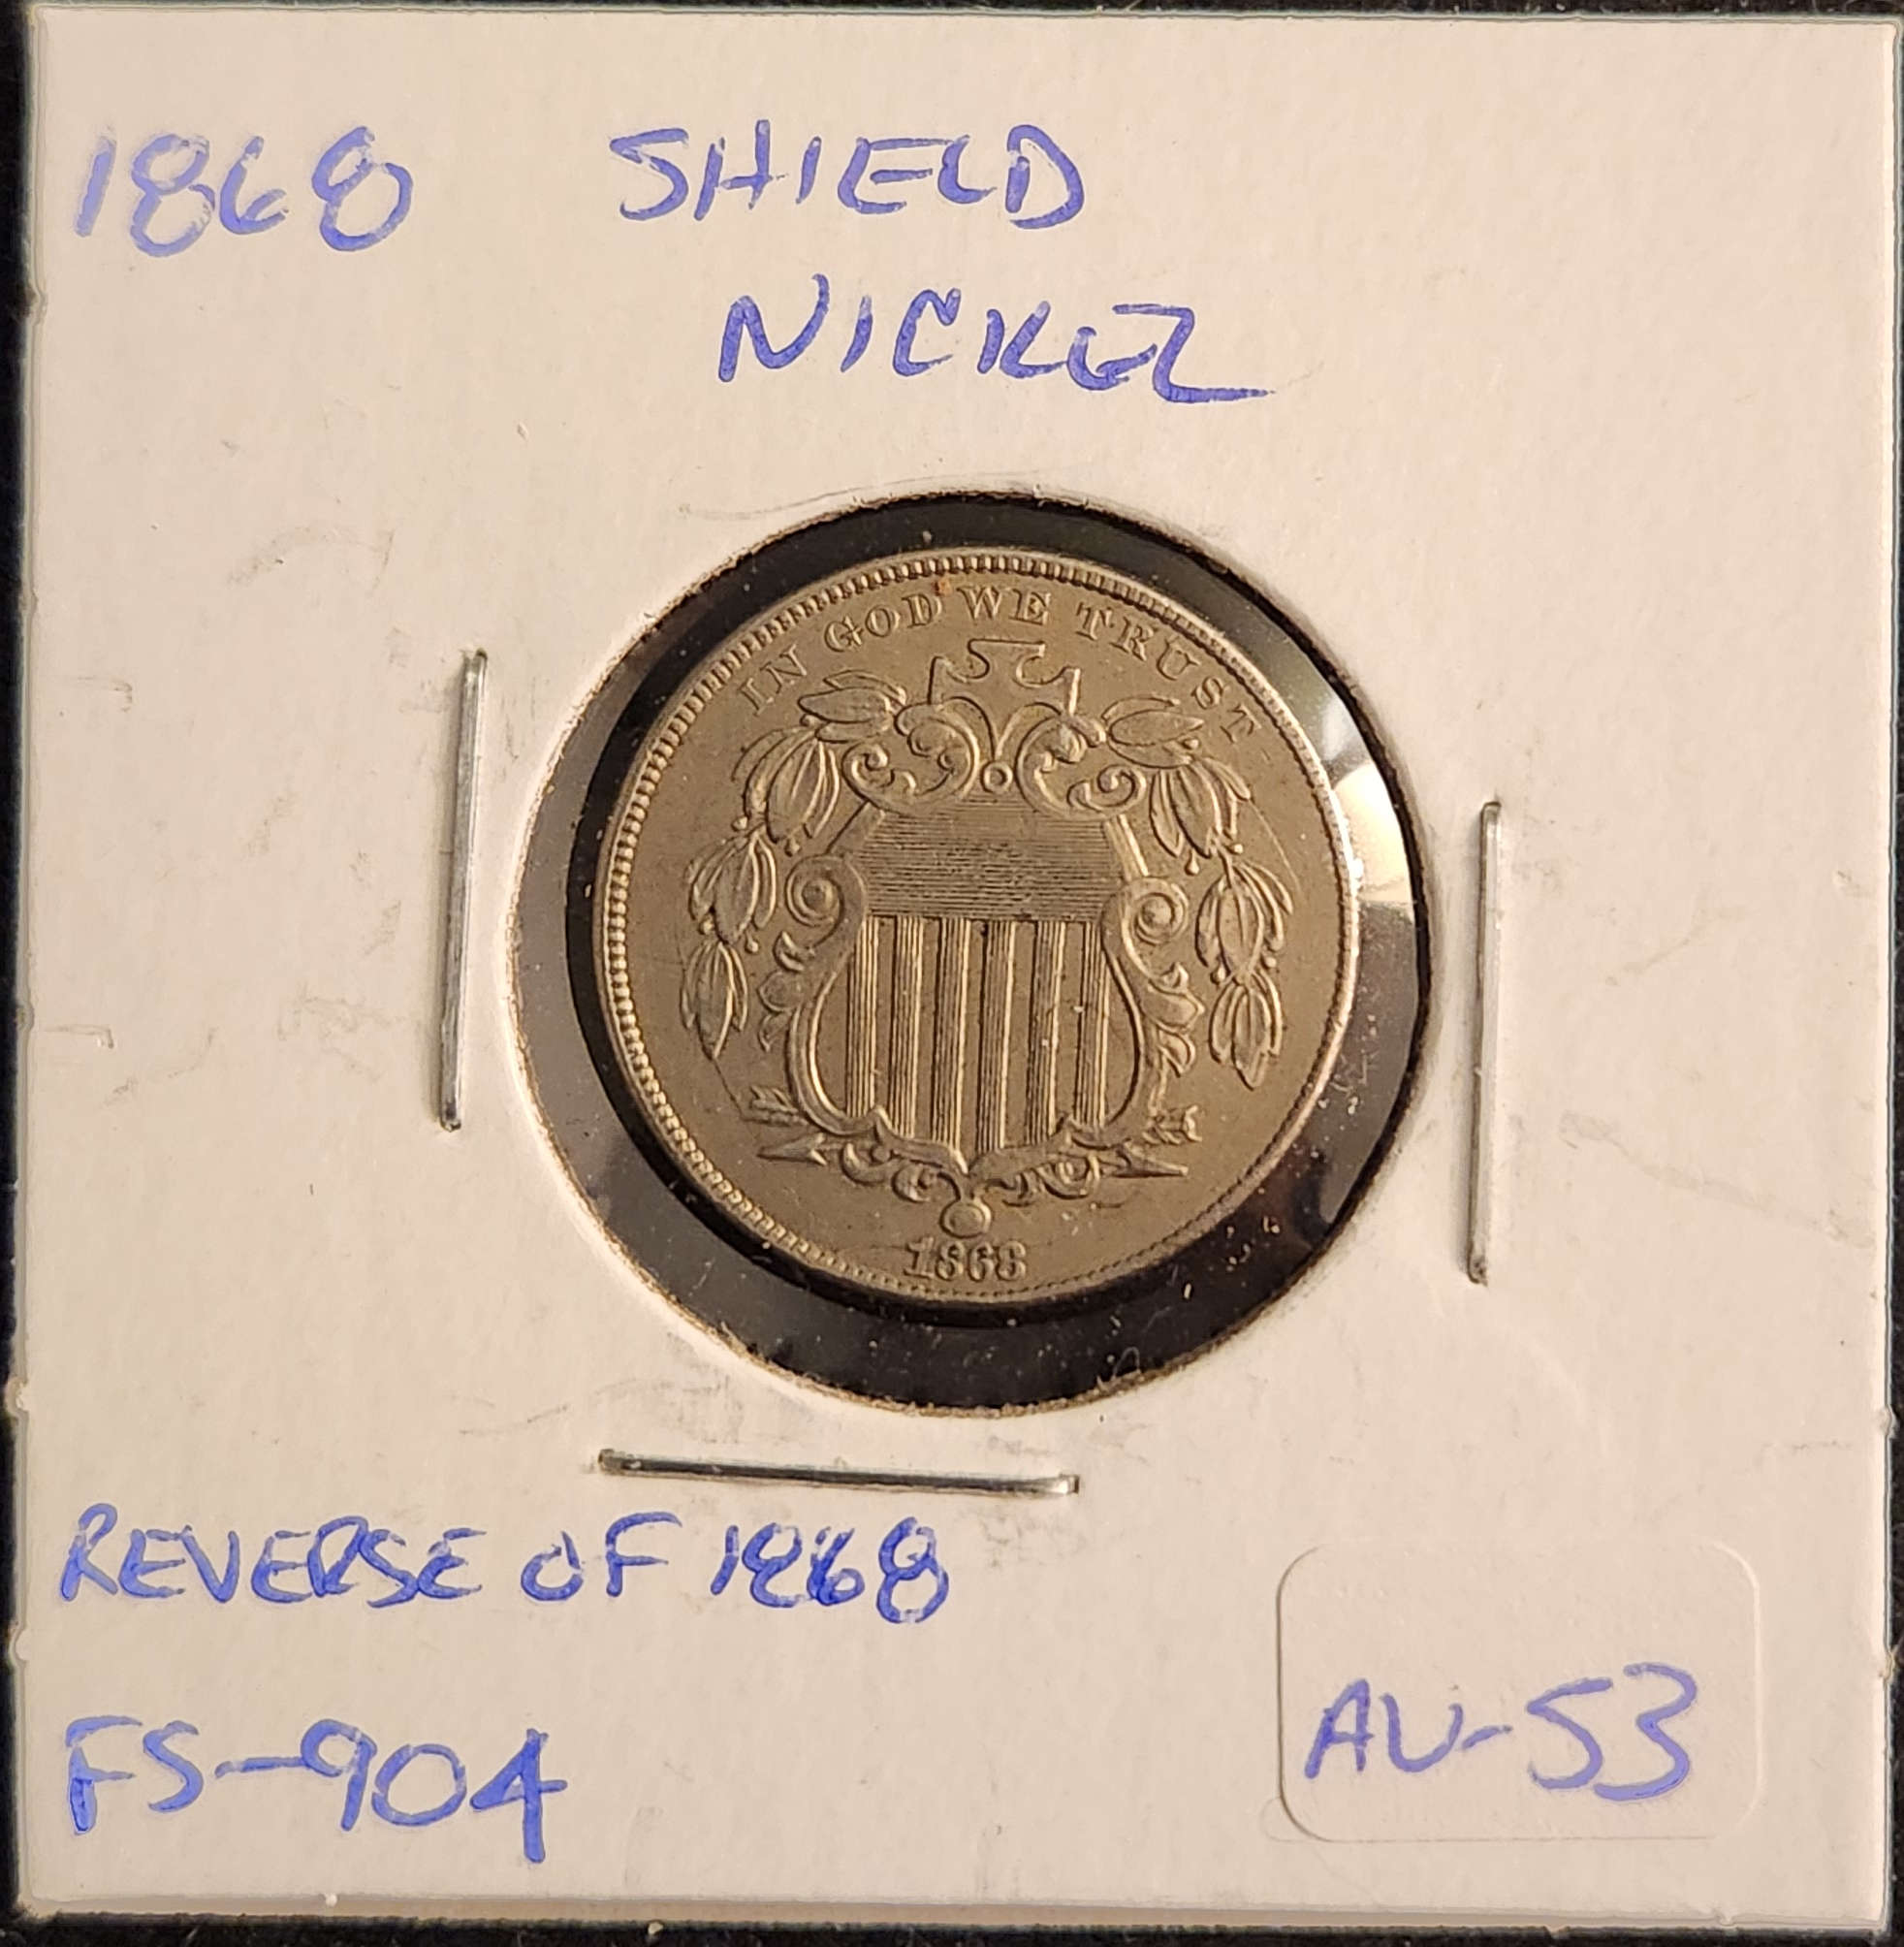 1868 SHIELD
NICKEL
IN GOD WE TRUST
1868
REVERSE OF 1868
FS-904
AU-53